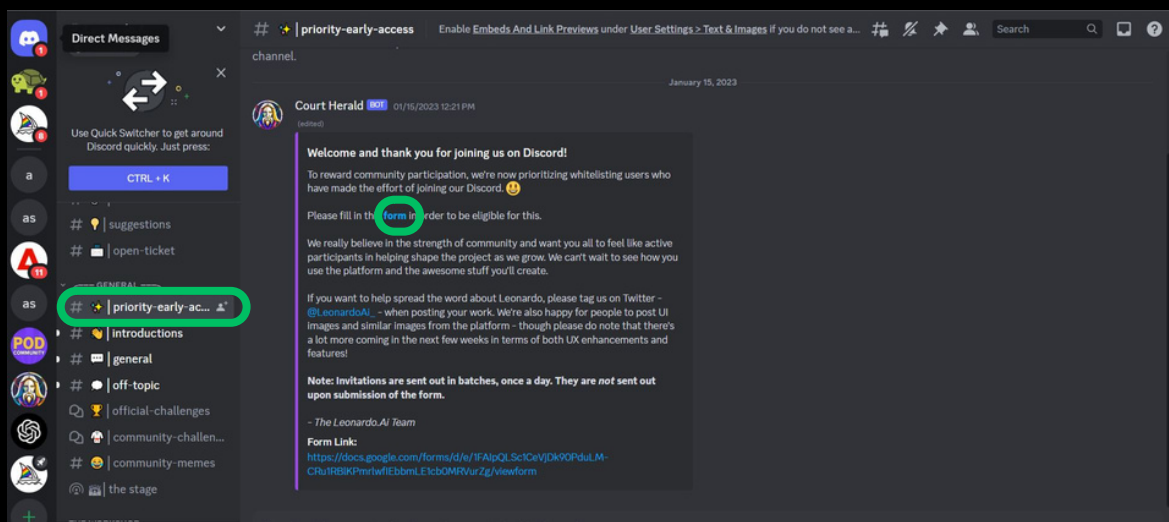 Direct Messages
# ✨ | priority-early-access
Enable Embeds And Link Previews under User Settings > Text & Images if you do not see a...
Search
channel.
January 15, 2023
Court Herald BOT 01/15/2023 12:21 PM
(edited)
Welcome and thank you for joining us on Discord!
To reward community participation, we're now prioritizing whitelisting users who
have made the effort of joining our Discord. 😃
Please fill in the form in order to be eligible for this.
We really believe in the strength of community and want you all to feel like active
participants in helping shape the project as we grow. We can't wait to see how you
use the platform and the awesome stuff you'll create.
If you want to help spread the word about Leonardo, please tag us on Twitter -
@LeonardoAi_ - when posting your work. We're also happy for people to post UI
images and similar images from the platform - though please do note that there's
a lot more coming in the next few weeks in terms of both UX enhancements and
features!
Note: Invitations are sent out in batches, once a day. They are not sent out
upon submission of the form.
- The Leonardo.Ai Team
Form Link:
Use Quick Switcher to get around
Discord quickly. Just press:
CTRL + K
# 💡 | suggestions
# | open-ticket
GENERAL
# ✨ | priority-early-ac...
# 👋 | introductions
# 💬 | general
# | off-topic
🏆 | official-challenges
| community-challen...
# 😂 | community-memes
| the stage
1
1
8
a
as
11
as
POD
COMMUNITY